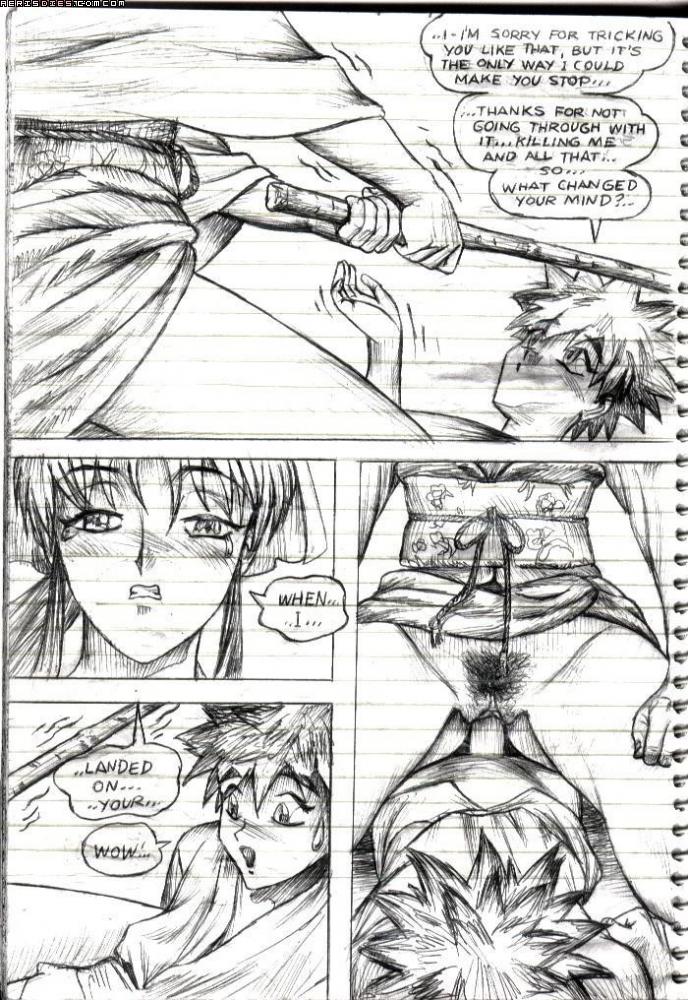 AERISDIES.COM.COM
..I-I'M SORRY FOR TRICKING
YOU LIKE THAT, BUT IT'S
THE ONLY WAY I COULD
MAKE YOU STOP...
...THANKS FOR NOT
GOING THROUGH WITH
IT...KILLING ME
AND ALL THAT...
SO...
WHAT CHANGED
YOUR MIND?...
WHEN...
..I...
..LANDED
ON...
..YOUR...
WOW...